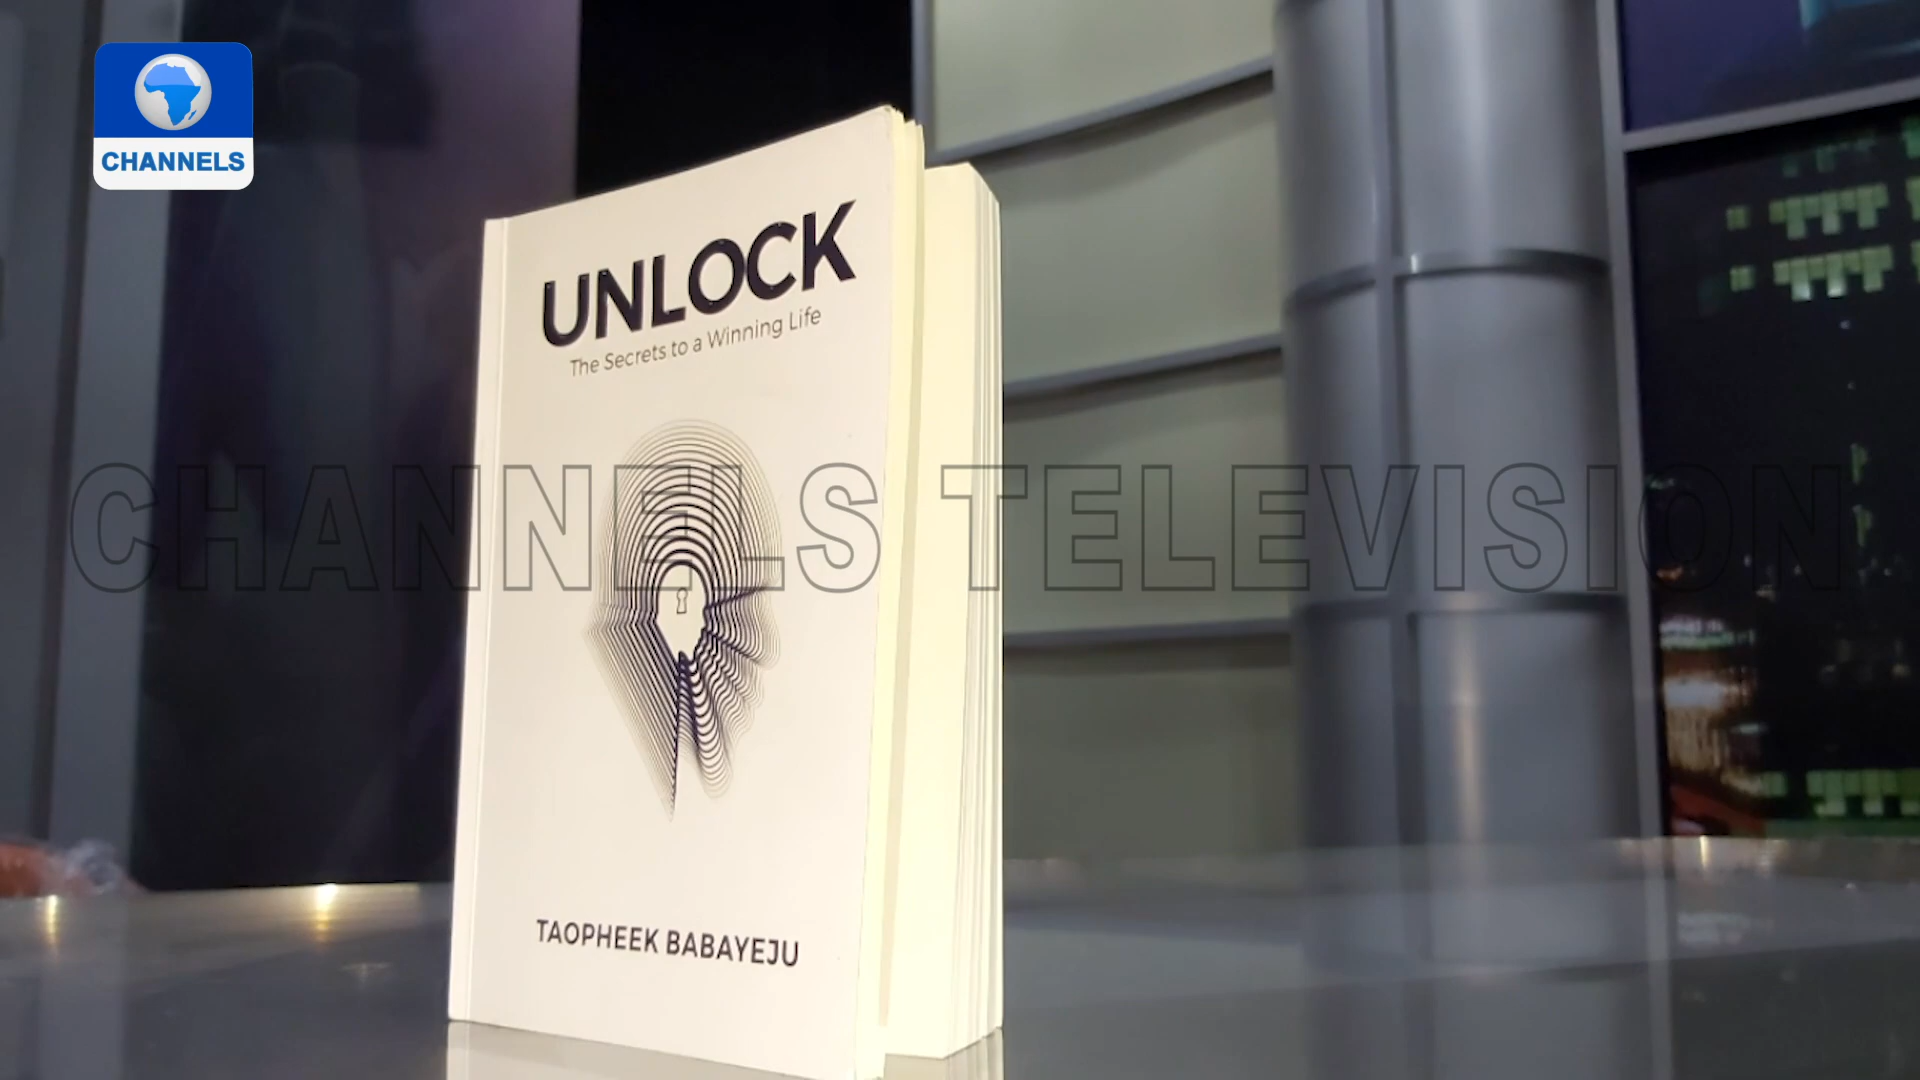 CHANNELS
UNLOCK
The Secrets to a Winning Life
CHANNELS TELEVISION
TAOPHEEK BABAYEJU